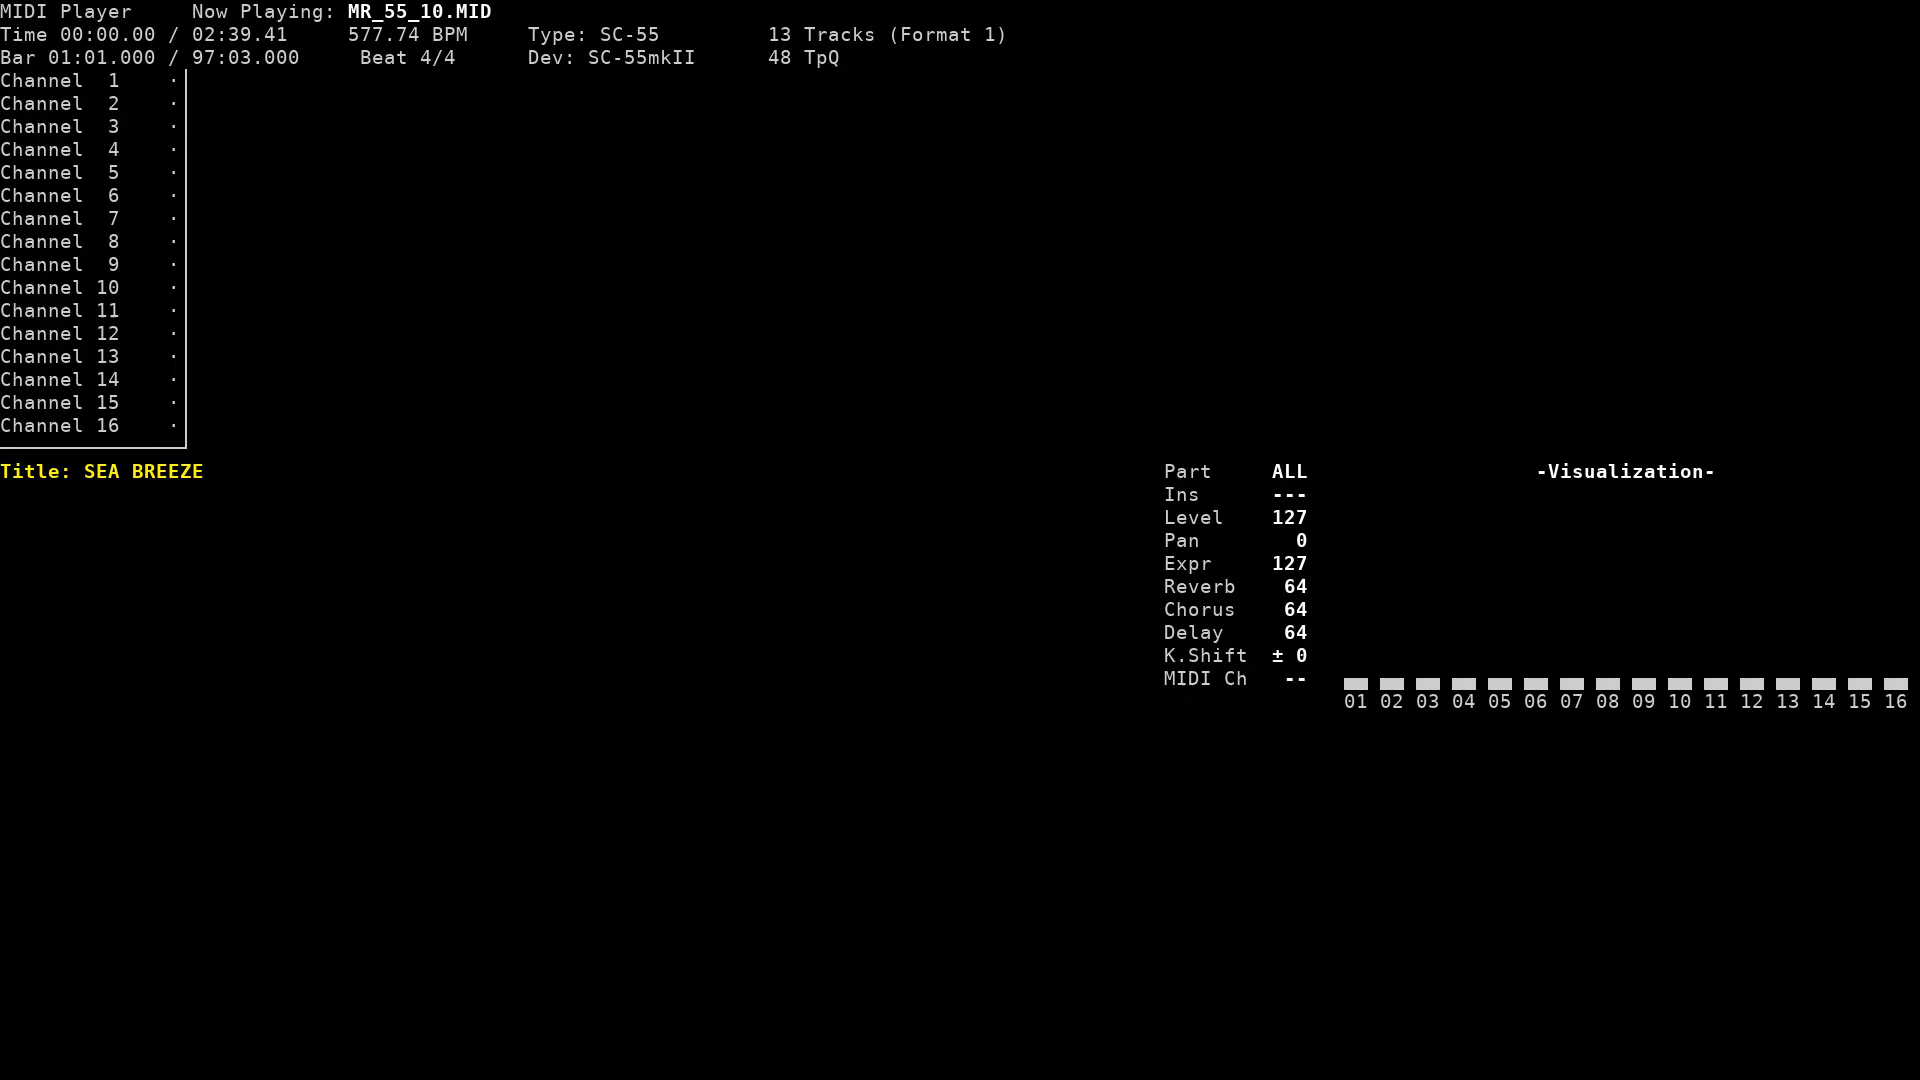 MIDI Player Now Playing: MR_55_10.MID
Time 00:00.00 / 02:39.41 577.74 BPM Type: SC-55 13 Tracks (Format 1)
Bar 01:01.000 / 97:03.000 Beat 4/4 Dev: SC-55mkII 48 TpQ
Channel 1 ·
Channel 2 ·
Channel 3 ·
Channel 4 ·
Channel 5 ·
Channel 6 ·
Channel 7 ·
Channel 8 ·
Channel 9 ·
Channel 10 ·
Channel 11 ·
Channel 12 ·
Channel 13 ·
Channel 14 ·
Channel 15 ·
Channel 16 ·
Title: SEA BREEZE
Part ALL -Visualization-
Ins ---
Level 127
Pan 0
Expr 127
Reverb 64
Chorus 64
Delay 64
K.Shift ± 0
MIDI Ch --
01 02 03 04 05 06 07 08 09 10 11 12 13 14 15 16